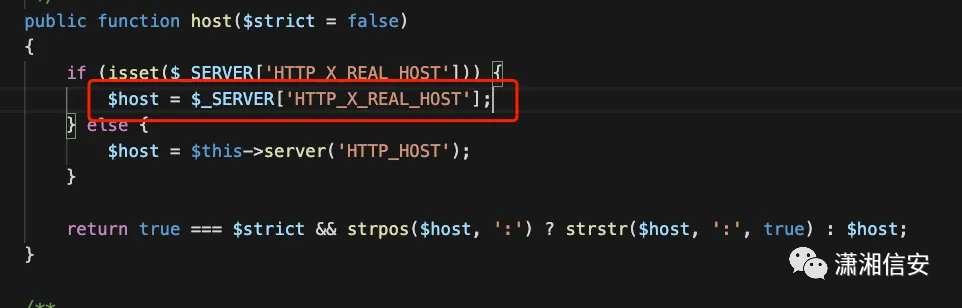 public function host($strict = false)
{
if (isset($_SERVER['HTTP_X_REAL_HOST'])) {
$host = $_SERVER['HTTP_X_REAL_HOST'];
} else {
$host = $this->server('HTTP_HOST');
}
return true === $strict && strpos($host, ':') ? strstr($host, ':', true) : $host;
}
潇湘信安
/**